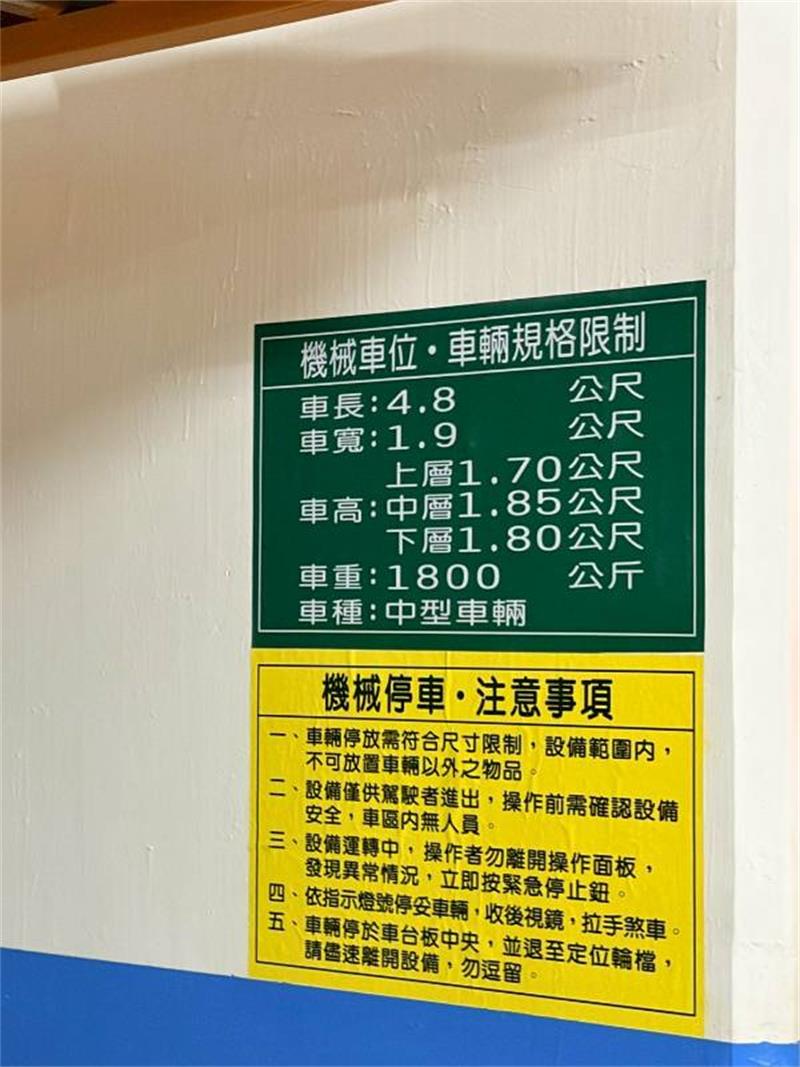 機械車位·車輛規格限制
車長:4.8 公尺
車寬:1.9 公尺
上層1.70公尺
車高:中層1.85公尺
下層1.80公尺
車重:1800 公斤
車種:中型車輛
機械停車·注意事項
一、車輛停放需符合尺寸限制，設備範圍內，
不可放置車輛以外之物品。
二、設備僅供駕駛者進出，操作前需確認設備
安全，車區內無人員。
三、設備運轉中，操作者勿離開操作面板，
發現異常情況，立即按緊急停止鈕。
四、依指示燈號停妥車輛，收後視鏡，拉手煞車。
五、車輛停於車台板中央，並退至定位輪檔，
請儘速離開設備，勿逗留。